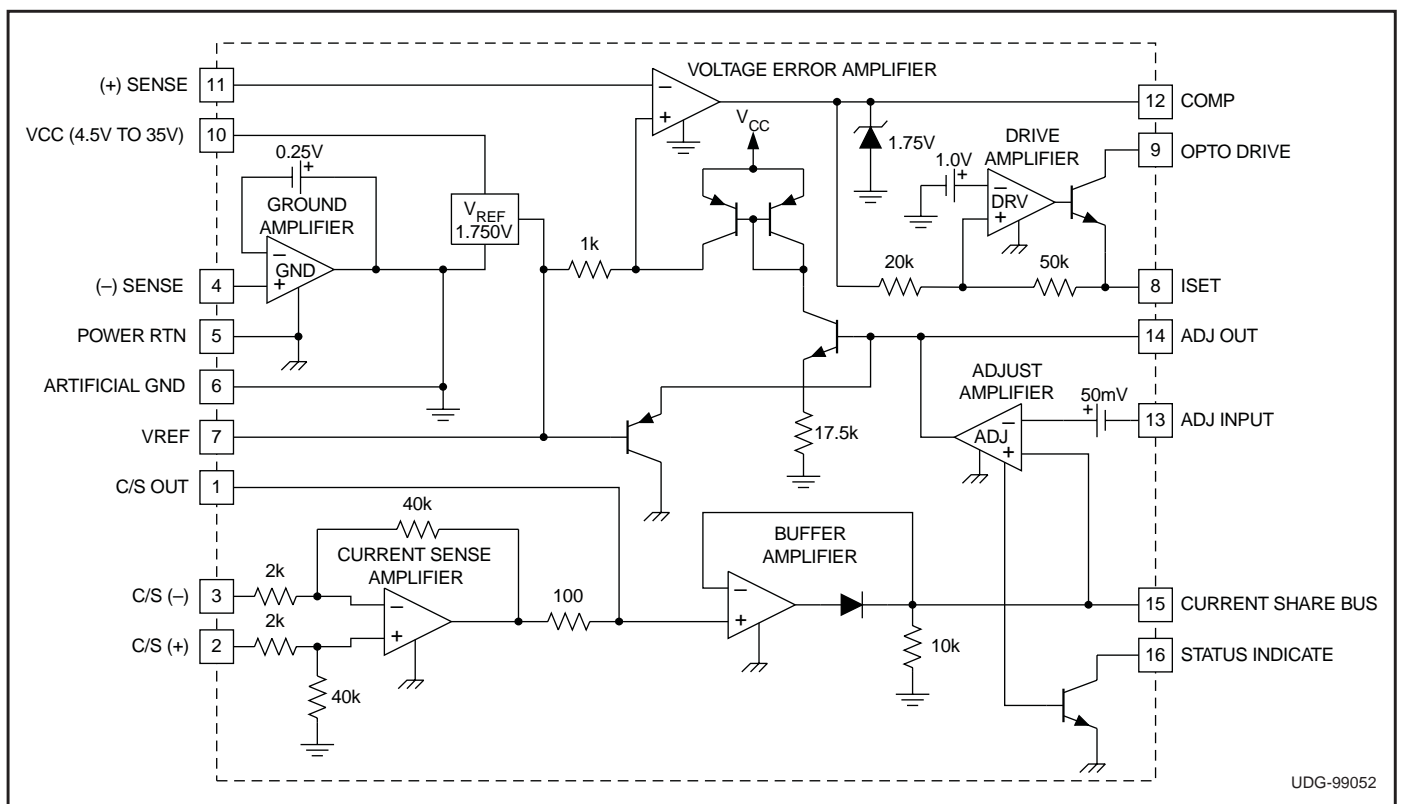 (+) SENSE
11
VOLTAGE ERROR AMPLIFIER
−
+
12
COMP
VCC (4.5V TO 35V)
10
VCC
1.75V
DRIVE
AMPLIFIER
9
OPTO DRIVE
0.25V
+
GROUND
AMPLIFIER
VREF
1.750V
1.0V
+
−
DRV
+
1k
20k
50k
(–) SENSE
4
−
GND
+
8
ISET
POWER RTN
5
14
ADJ OUT
ARTIFICIAL GND
6
ADJUST
AMPLIFIER
50mV
+
−
ADJ
+
13
ADJ INPUT
VREF
7
17.5k
C/S OUT
1
40k
CURRENT SENSE
AMPLIFIER
BUFFER
AMPLIFIER
C/S (–)
3
2k
−
+
100
−
+
15
CURRENT SHARE BUS
C/S (+)
2
2k
40k
10k
16
STATUS INDICATE
UDG-99052